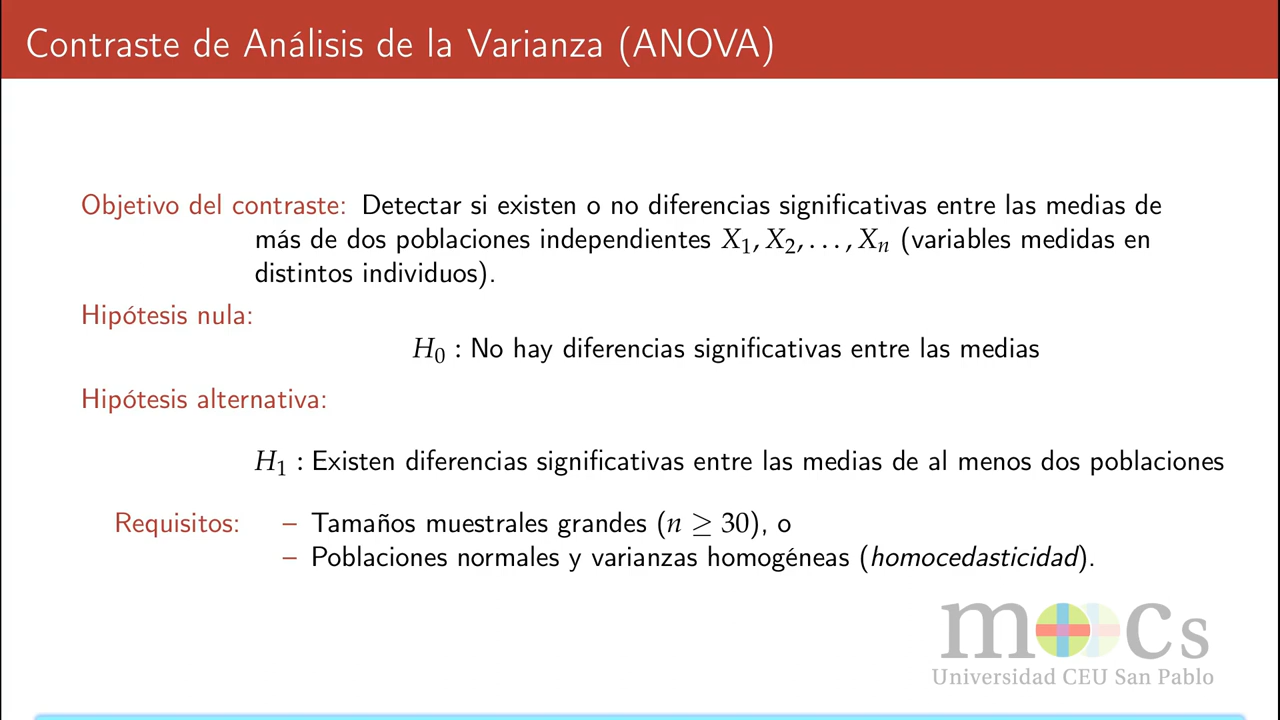 Contraste de Análisis de la Varianza (ANOVA)
Objetivo del contraste: Detectar si existen o no diferencias significativas entre las medias de
más de dos poblaciones independientes X₁, X₂, . . . , Xₙ (variables medidas en
distintos individuos).
Hipótesis nula:
H₀ : No hay diferencias significativas entre las medias
Hipótesis alternativa:
H₁ : Existen diferencias significativas entre las medias de al menos dos poblaciones
Requisitos: – Tamaños muestrales grandes (n ≥ 30), o
– Poblaciones normales y varianzas homogéneas (homocedasticidad).
moocs
Universidad CEU San Pablo